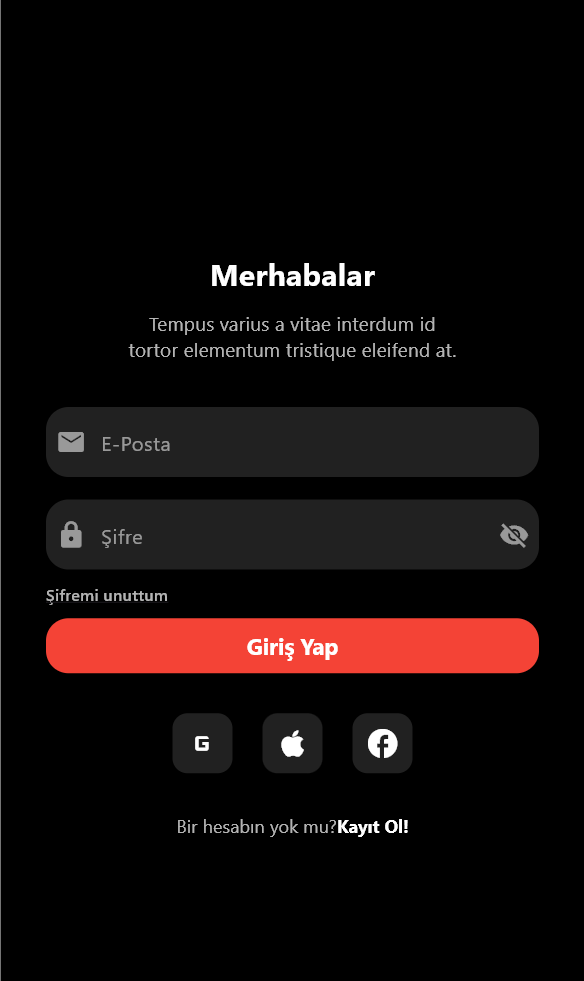 Merhabalar
Tempus varius a vitae interdum id
tortor elementum tristique eleifend at.
E-Posta
Şifre
Şifremi unuttum
Giriş Yap
G
Bir hesabın yok mu?Kayıt Ol!